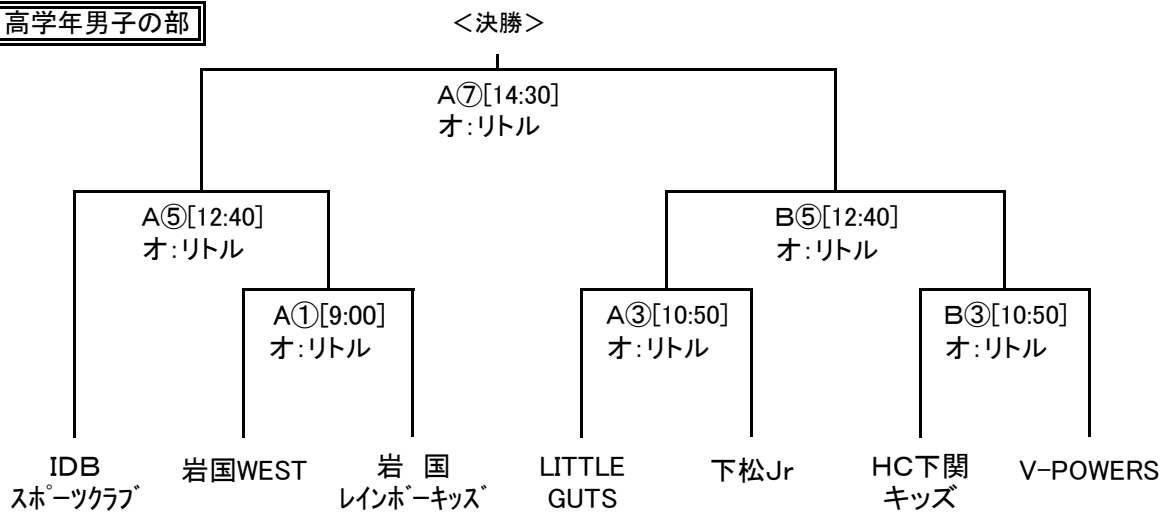 高学年男子の部
＜決勝＞
A⑦[14:30]
オ：リトル
A⑤[12:40]
オ：リトル
B⑤[12:40]
オ：リトル
A①[9:00]
オ：リトル
A③[10:50]
オ：リトル
B③[10:50]
オ：リトル
IDB
スポーツクラブ
岩国WEST
岩　国
レインボーキッズ
LITTLE
GUTS
下松Jr
HC下関
キッズ
V-POWERS